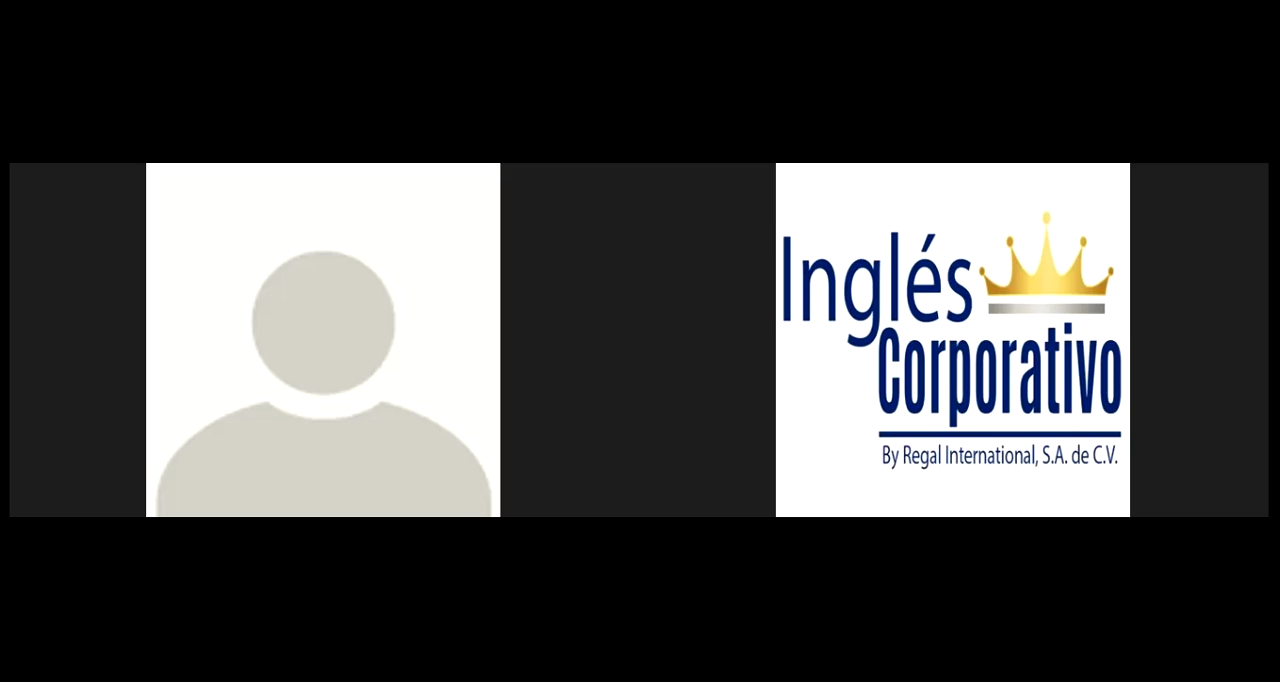 Inglés
Corporativo
By Regal International, S.A. de C.V.